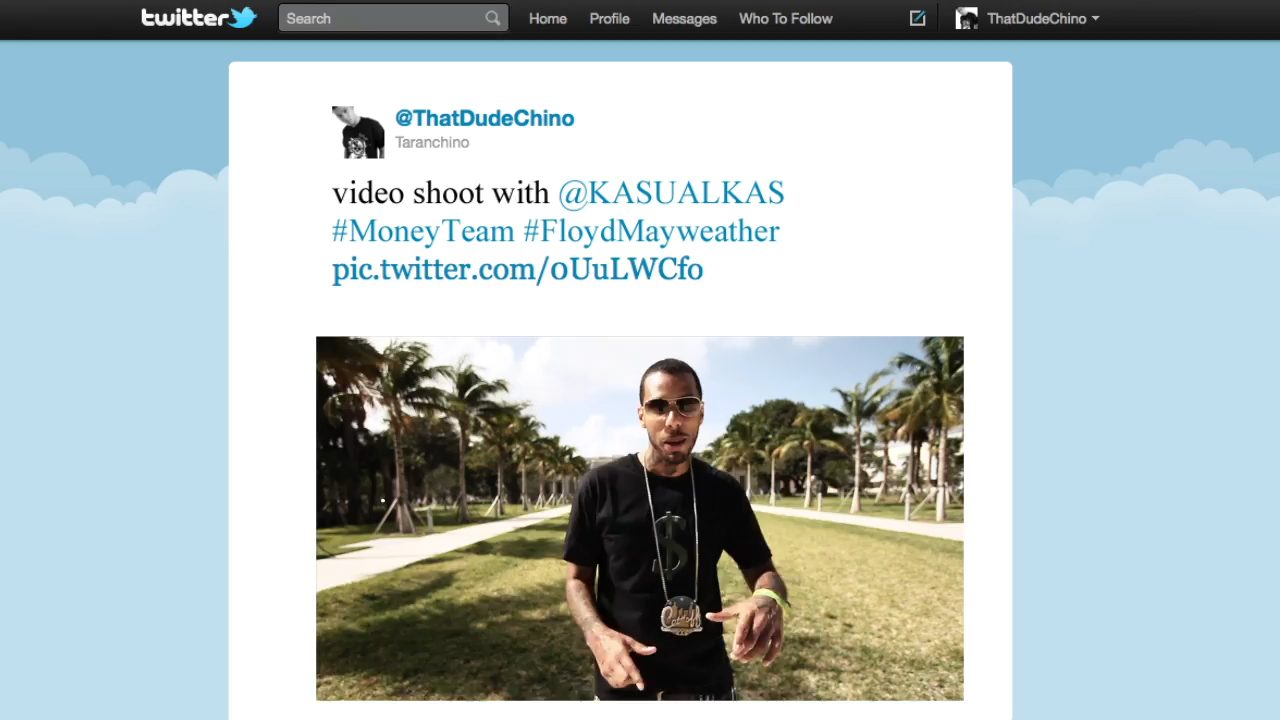 twitter Search Home Profile Messages Who To Follow ThatDudeChino
@ThatDudeChino
Taranchino
video shoot with @KASUALKAS
#MoneyTeam #FloydMayweather
pic.twitter.com/0UuLWCfo
$